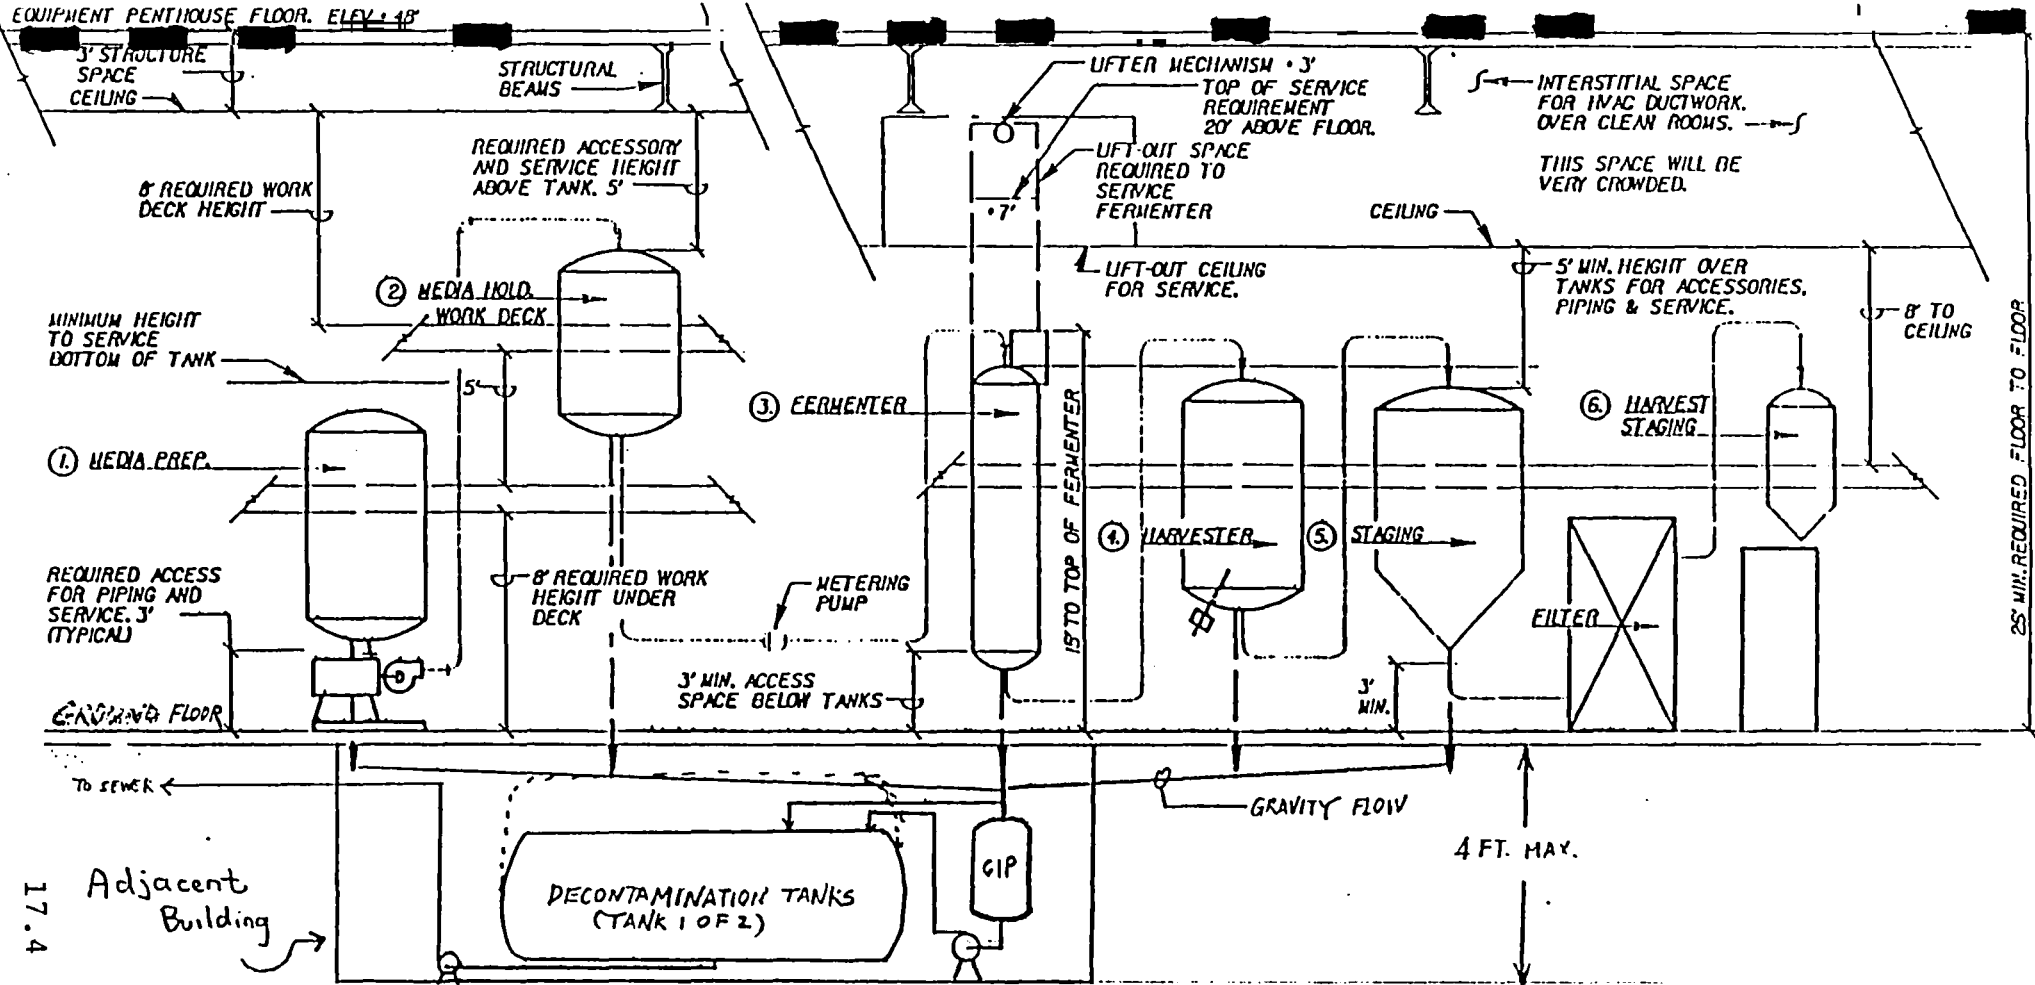 EQUIPMENT PENTHOUSE FLOOR. ELEV. 48'
3' STRUCTURE
SPACE
CEILING
STRUCTURAL
BEAMS
LIFTER MECHANISM • 3'
TOP OF SERVICE
REQUIREMENT
20' ABOVE FLOOR.
INTERSTITIAL SPACE
FOR HVAC DUCTWORK.
OVER CLEAN ROOMS.
THIS SPACE WILL BE
VERY CROWDED.
REQUIRED ACCESSORY
AND SERVICE HEIGHT
ABOVE TANK. 5'
8' REQUIRED WORK
DECK HEIGHT
LIFT-OUT SPACE
REQUIRED TO
SERVICE
FERMENTER
• 7'
CEILING
LIFT-OUT CEILING
FOR SERVICE.
5' MIN. HEIGHT OVER
TANKS FOR ACCESSORIES,
PIPING & SERVICE.
8' TO
CEILING
2. MEDIA HOLD.
WORK DECK
MINIMUM HEIGHT
TO SERVICE
BOTTOM OF TANK
5'
3. FERMENTER
6. HARVEST
STAGING
1. MEDIA PREP.
15' TO TOP OF FERMENTER
25' MIN. REQUIRED FLOOR TO FLOOR
4. HARVESTER
5. STAGING
REQUIRED ACCESS
FOR PIPING AND
SERVICE. 3'
(TYPICAL)
8' REQUIRED WORK
HEIGHT UNDER
DECK
METERING
PUMP
FILTER
3' MIN. ACCESS
SPACE BELOW TANKS
3'
MIN.
GROUND FLOOR
TO SEWER
GRAVITY FLOW
4 FT. MAX.
CIP
DECONTAMINATION TANKS
(TANK 1 OF 2)
Adjacent
Building
17.4